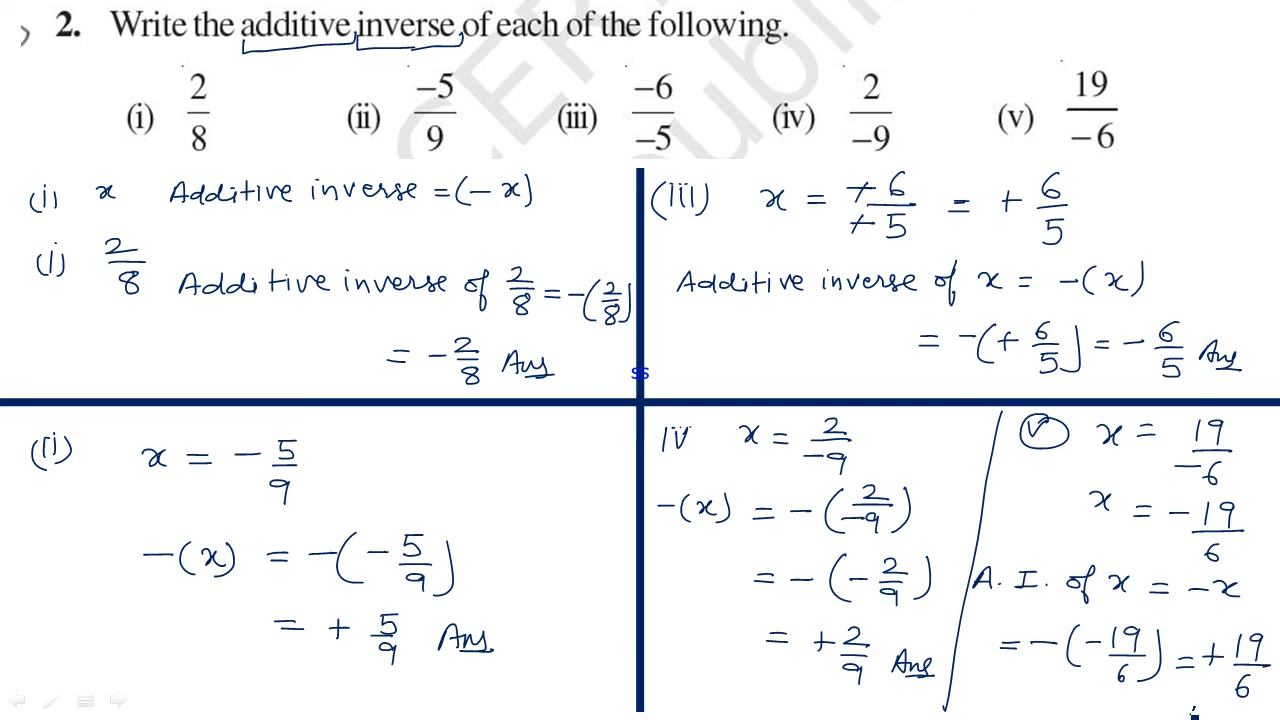 2. Write the additive inverse of each of the following.
(i) 2/8 (ii) -5/9 (iii) -6/-5 (iv) 2/-9 (v) 19/-6
(i) x Additive inverse = (-x)
(i) 2/8 Additive inverse of 2/8 = -(2/8)
= -2/8 Ans
(iii) x = +6/+5 = +6/5
Additive inverse of x = -(x)
= -(+6/5) = -6/5 Ans
ss
(ii) x = -5/9
-(x) = -(-5/9)
= +5/9 Ans
IV x = 2/-9
-(x) = -(2/-9)
= -(-2/9)
= +2/9 Ans
V x = 19/-6
x = -19/6
A.I. of x = -x
= -(-19/6) = +19/6